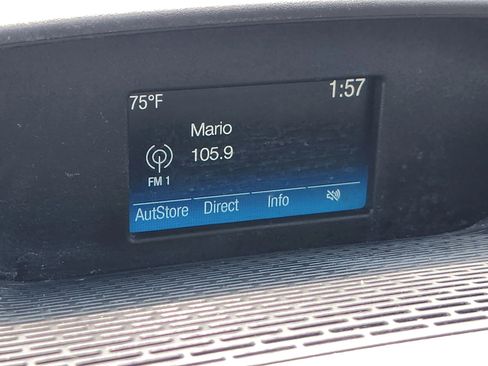 75°F 1:57
Mario
105.9
FM 1
AutStore Direct Info